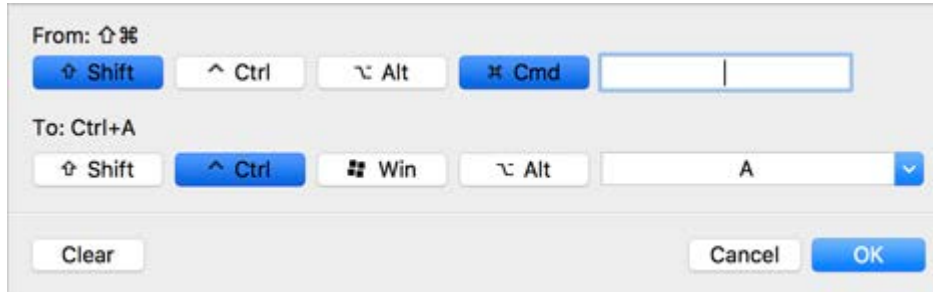 From: ⇧⌘
⇧ Shift ^ Ctrl ⌥ Alt ⌘ Cmd
To: Ctrl+A
⇧ Shift ^ Ctrl Win ⌥ Alt A
Clear Cancel OK